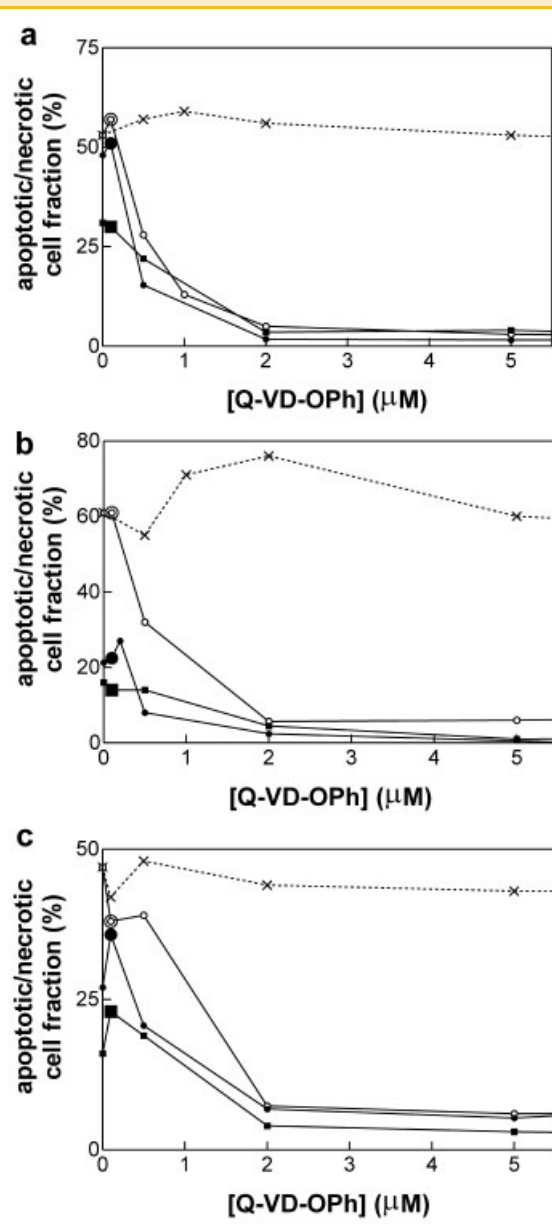 a
75
50
25
0
0 1 2 3 4 5
apoptotic/necrotic
cell fraction (%)
[Q-VD-OPh] (μM)
b
80
60
40
20
0
0 1 2 3 4 5
apoptotic/necrotic
cell fraction (%)
[Q-VD-OPh] (μM)
c
50
25
0
0 1 2 3 4 5
apoptotic/necrotic
cell fraction (%)
[Q-VD-OPh] (μM)